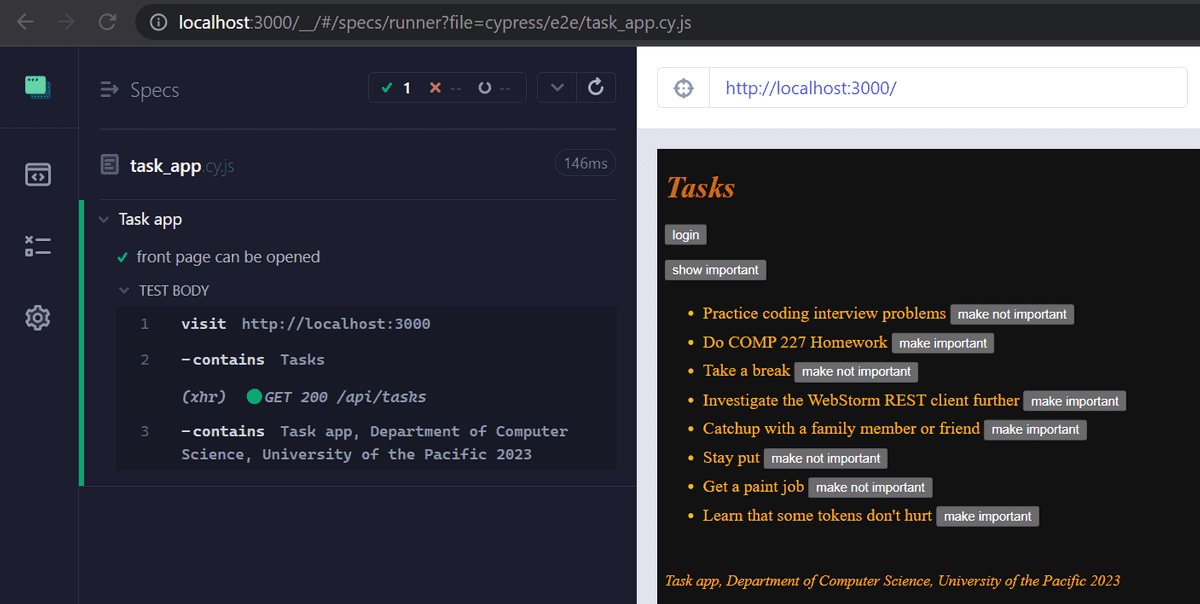 localhost:3000/__/#/specs/runner?file=cypress/e2e/task_app.cy.js
Specs
1 -- --
task_app.cy.js 146ms
Task app
front page can be opened
TEST BODY
1 visit http://localhost:3000
2 -contains Tasks
(xhr) GET 200 /api/tasks
3 -contains Task app, Department of Computer
Science, University of the Pacific 2023
http://localhost:3000/
Tasks
login
show important
• Practice coding interview problems make not important
• Do COMP 227 Homework make important
• Take a break make not important
• Investigate the WebStorm REST client further make important
• Catchup with a family member or friend make important
• Stay put make not important
• Get a paint job make not important
• Learn that some tokens don't hurt make important
Task app, Department of Computer Science, University of the Pacific 2023